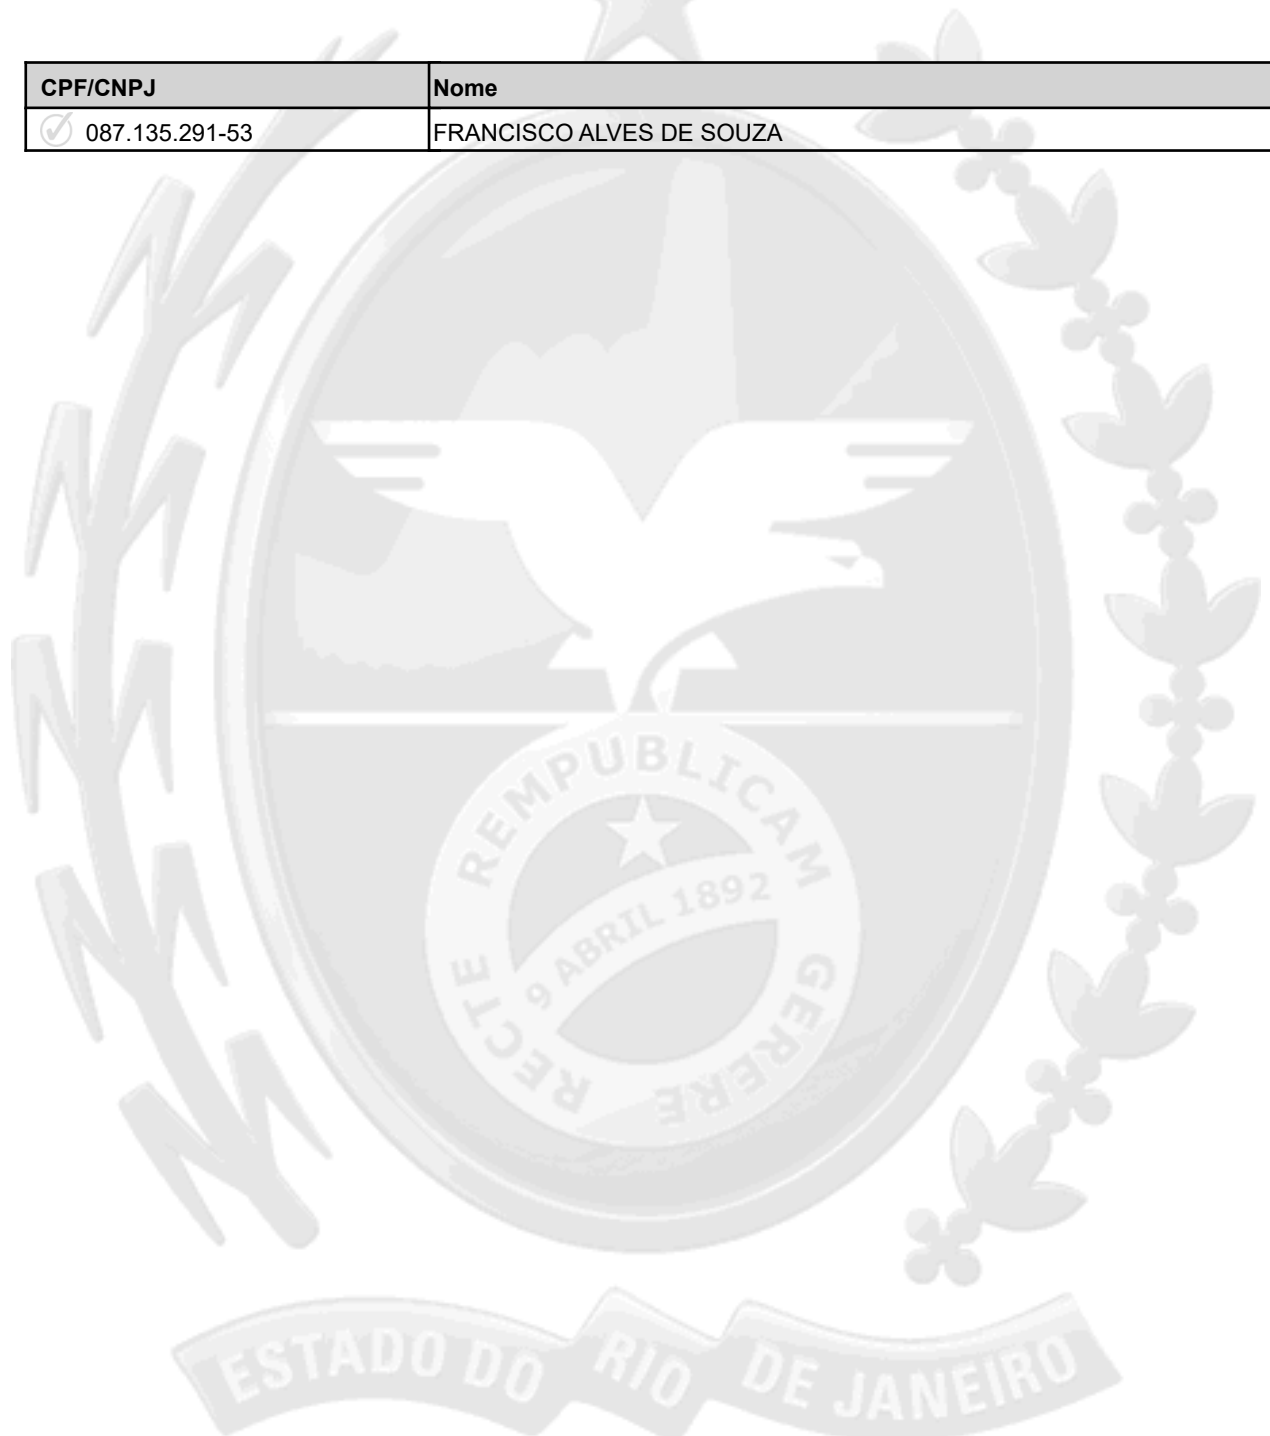 CPF/CNPJ Nome
087.135.291-53 FRANCISCO ALVES DE SOUZA
REMPUBLICAM
9 ABRIL 1892
RECTE GERERE
ESTADO DO RIO DE JANEIRO